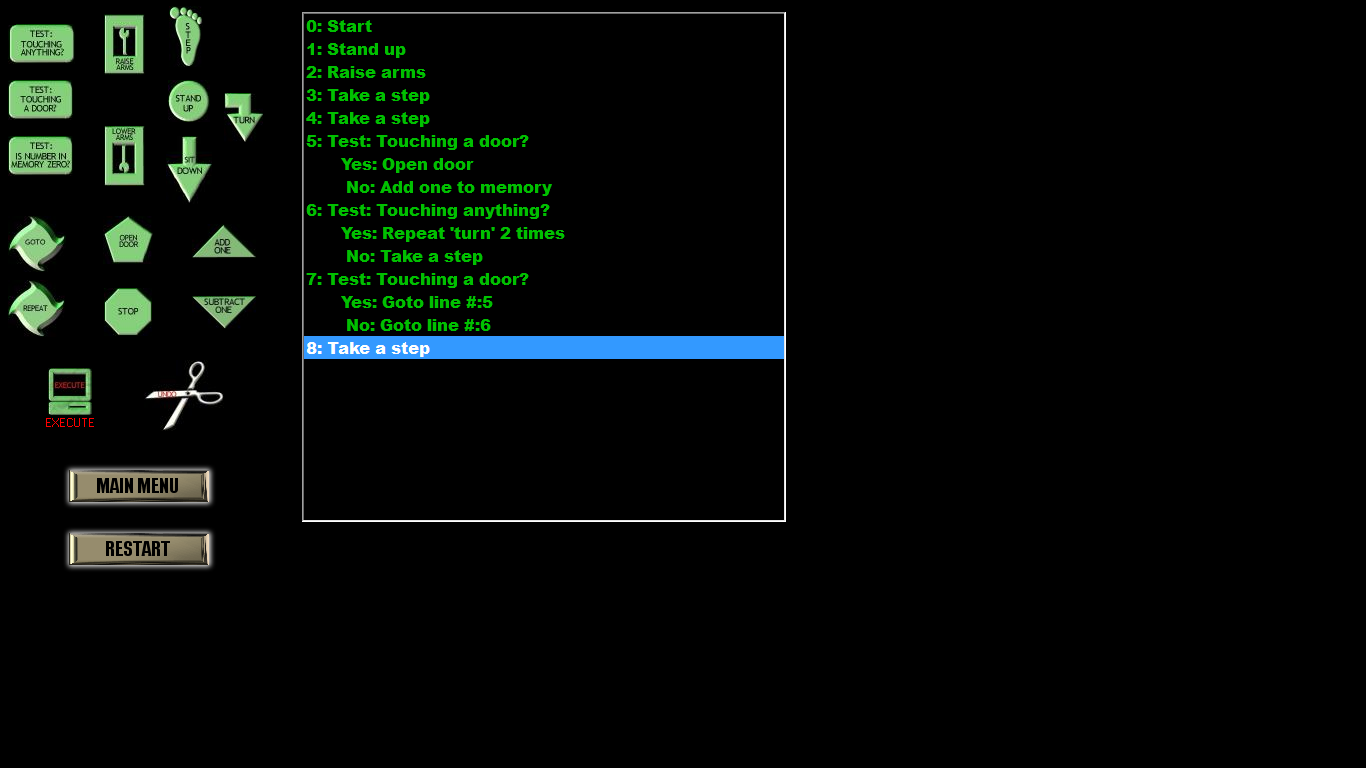 TEST:
TOUCHING
ANYTHING?
RAISE
ARMS
STEP
TEST:
TOUCHING
A DOOR?
STAND
UP
TURN
TEST:
IS NUMBER IN
MEMORY ZERO?
LOWER
ARMS
SIT
DOWN
GOTO
OPEN
DOOR
ADD
ONE
REPEAT
STOP
SUBTRACT
ONE
EXECUTE
EXECUTE
UNDO
MAIN MENU
RESTART
0: Start
1: Stand up
2: Raise arms
3: Take a step
4: Take a step
5: Test: Touching a door?
Yes: Open door
No: Add one to memory
6: Test: Touching anything?
Yes: Repeat 'turn' 2 times
No: Take a step
7: Test: Touching a door?
Yes: Goto line #:5
No: Goto line #:6
8: Take a step